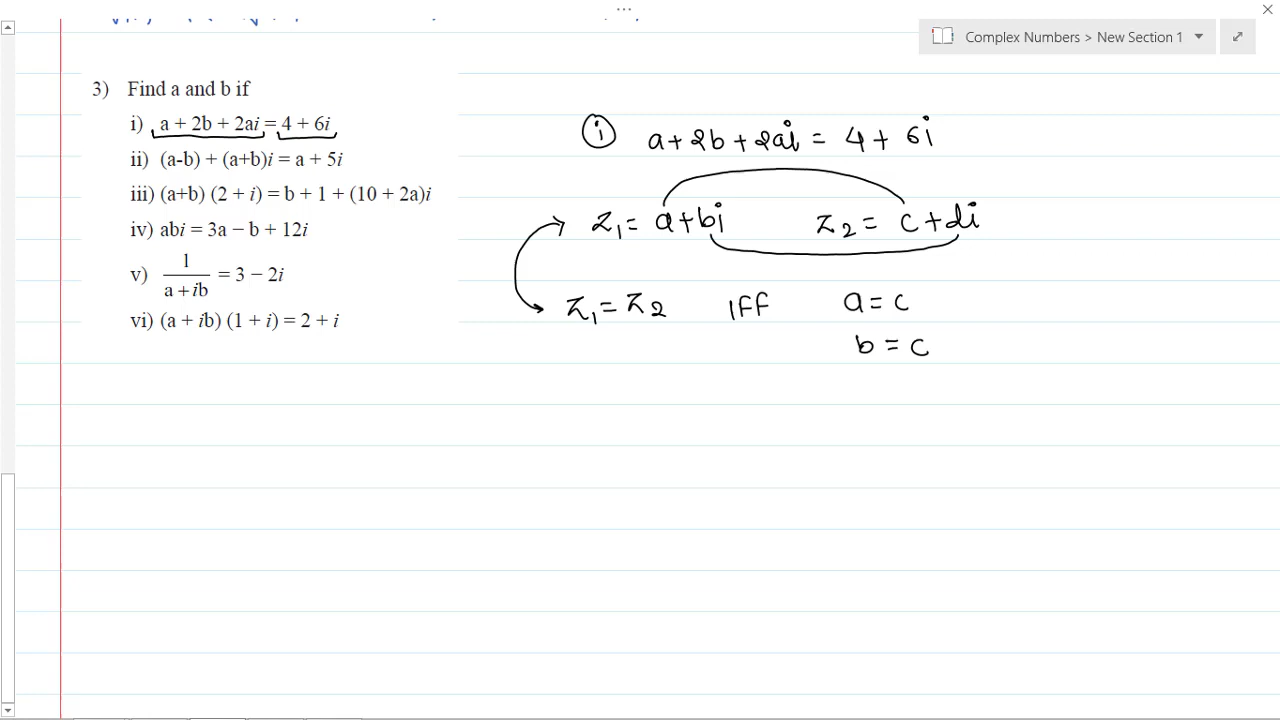 Complex Numbers > New Section 1
3) Find a and b if
i) a + 2b + 2ai = 4 + 6i
ii) (a-b) + (a+b)i = a + 5i
iii) (a+b) (2 + i) = b + 1 + (10 + 2a)i
iv) abi = 3a − b + 12i
v) 1/(a + ib) = 3 − 2i
vi) (a + ib) (1 + i) = 2 + i
i a+2b+2ai = 4+ 6i
z₁= a+bi z₂= c+di
z₁= z₂ iff a= c
b = c